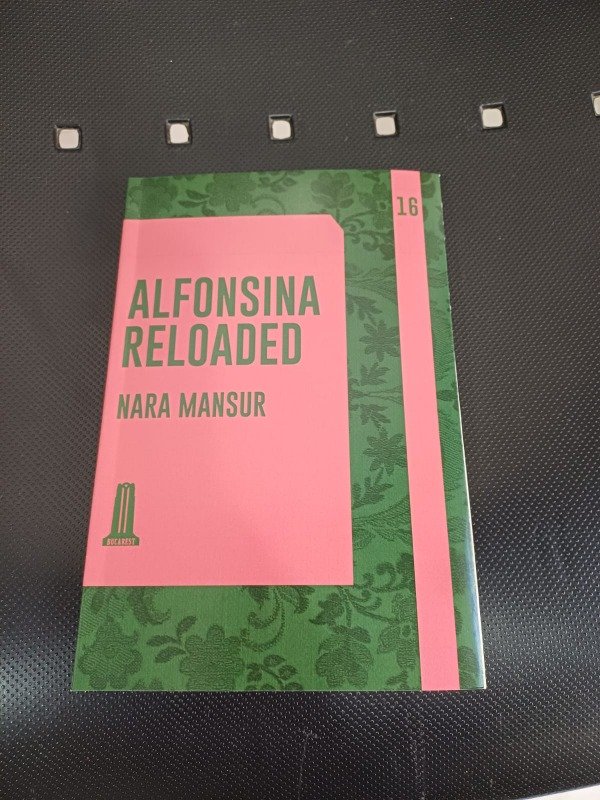 16
ALFONSINA
RELOADED
NARA MANSUR
BUCAREST